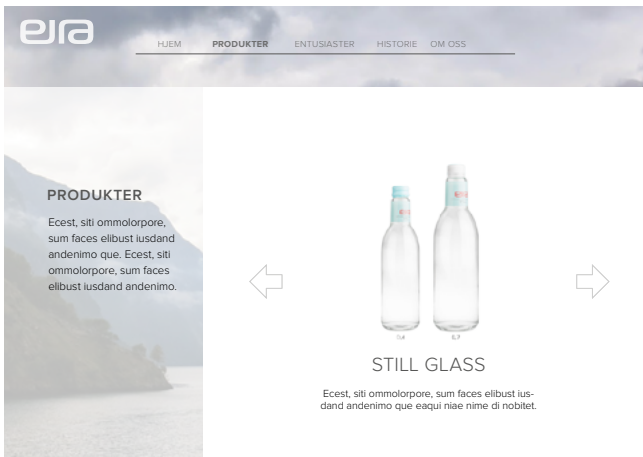 eira
HJEM PRODUKTER ENTUSIASTER HISTORIE OM OSS
PRODUKTER
Ecest, siti ommolorpore,
sum faces elibust iusdand
andenimo que. Ecest, siti
ommolorpore, sum faces
elibust iusdand andenimo.
STILL GLASS
Ecest, siti ommolorpore, sum faces elibust ius-
dand andenimo que eaqui niae nime di nobitet.